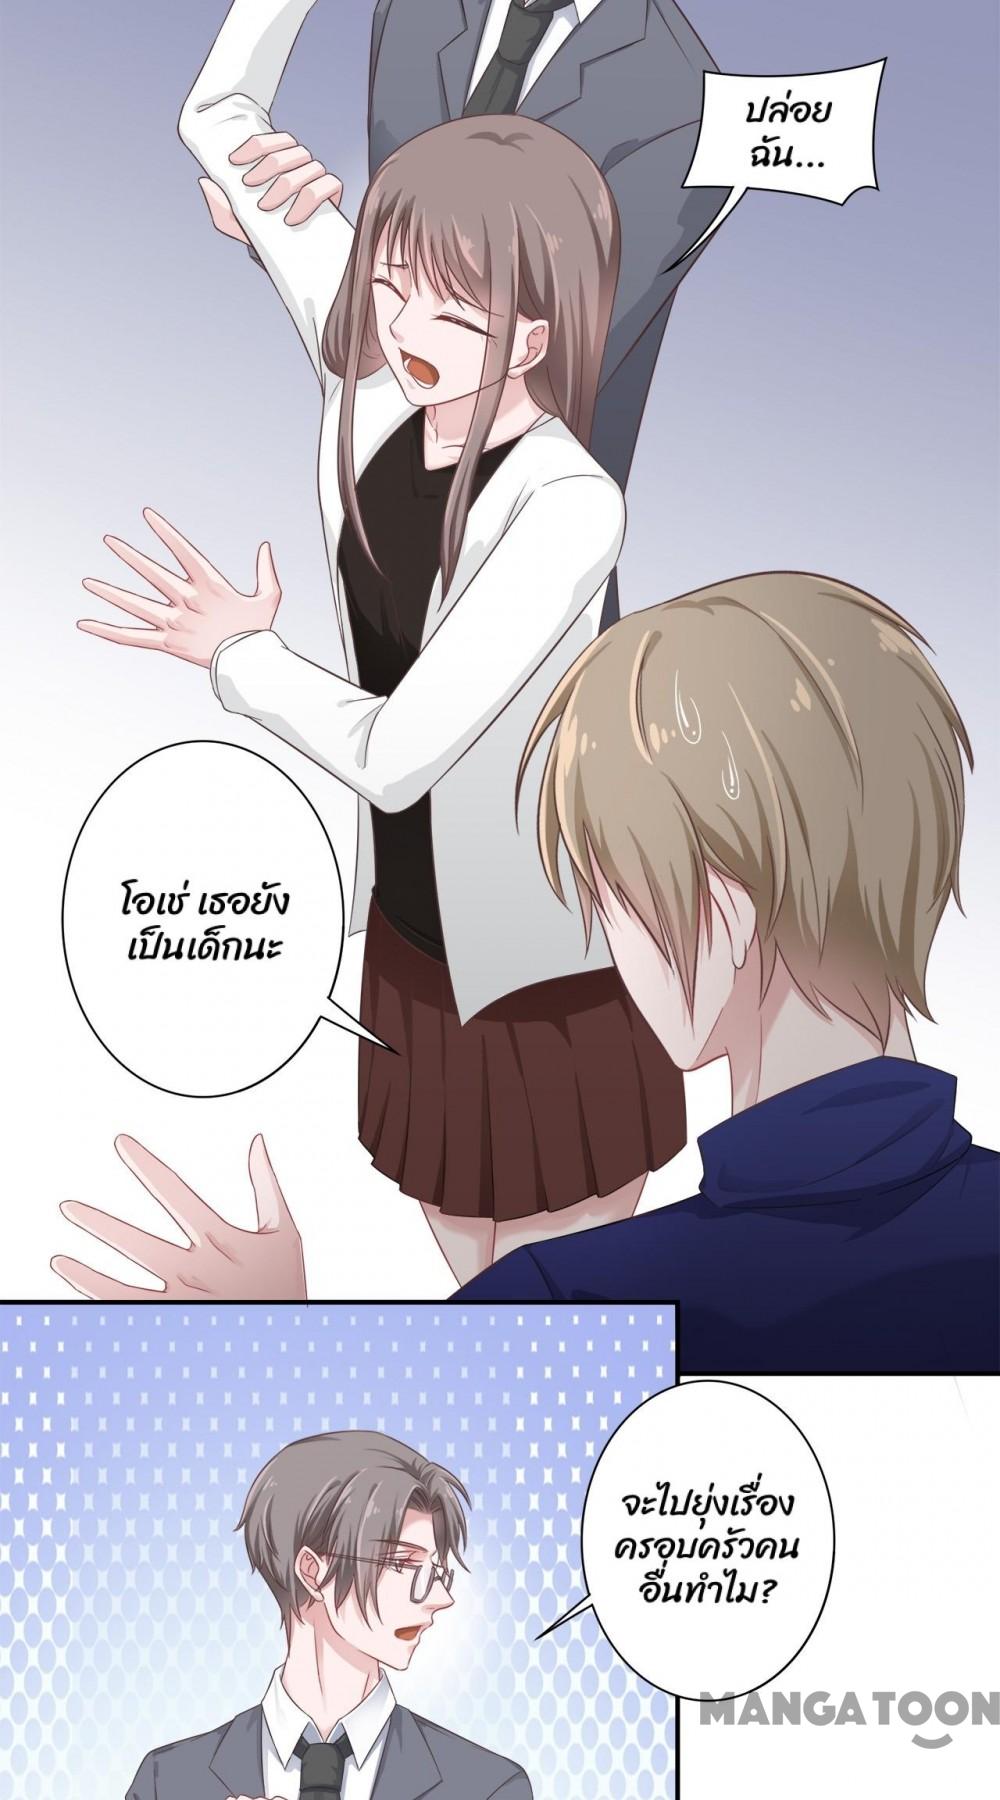 ปล่อย
ฉัน...
โอเช่ เธอยัง
เป็นเด็กนะ
จะไปยุ่งเรื่อง
ครอบครัวคน
อื่นทำไม?
MANGATOON